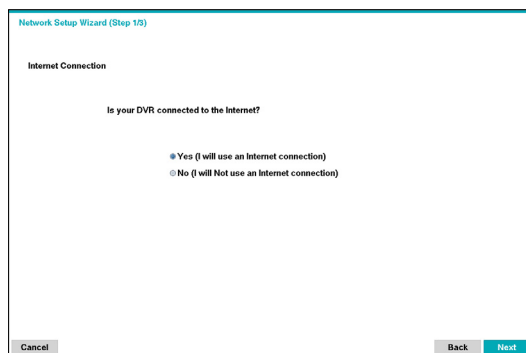 Network Setup Wizard (Step 1/3)
Internet Connection
Is your DVR connected to the Internet?
Yes (I will use an Internet connection)
No (I will Not use an Internet connection)
Cancel Back Next